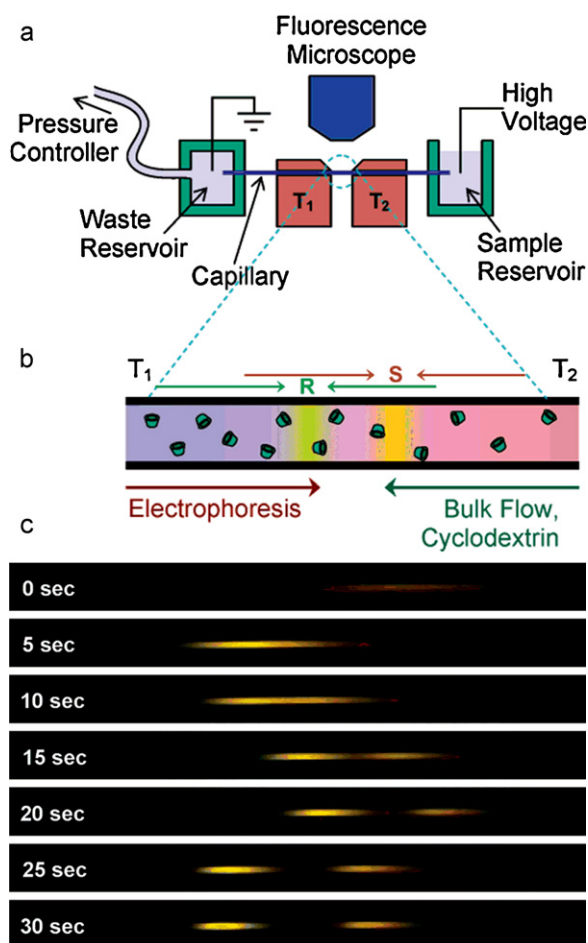 a
Fluorescence
Microscope
High
Voltage
Pressure
Controller
Waste
Reservoir
T₁
T₂
Capillary
Sample
Reservoir
b
T₁
T₂
R
S
Electrophoresis
Bulk Flow,
Cyclodextrin
c
0 sec
5 sec
10 sec
15 sec
20 sec
25 sec
30 sec